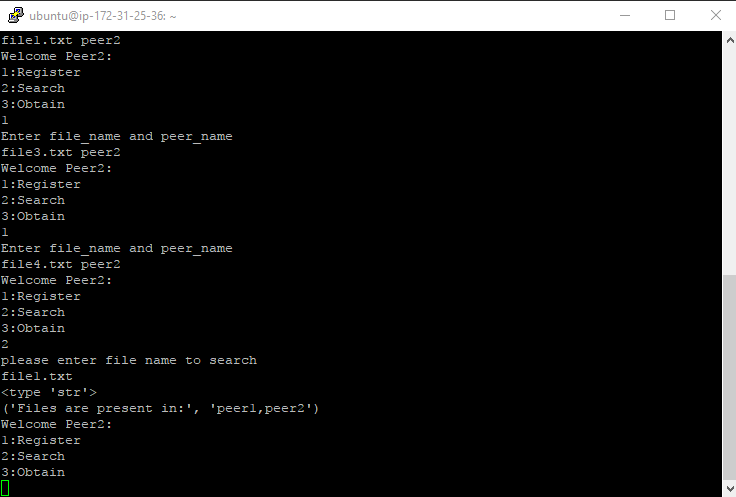 ubuntu@ip-172-31-25-36: ~
file1.txt peer2
Welcome Peer2:
1:Register
2:Search
3:Obtain
1
Enter file_name and peer_name
file3.txt peer2
Welcome Peer2:
1:Register
2:Search
3:Obtain
1
Enter file_name and peer_name
file4.txt peer2
Welcome Peer2:
1:Register
2:Search
3:Obtain
2
please enter file name to search
file1.txt
<type 'str'>
('Files are present in:', 'peer1,peer2')
Welcome Peer2:
1:Register
2:Search
3:Obtain